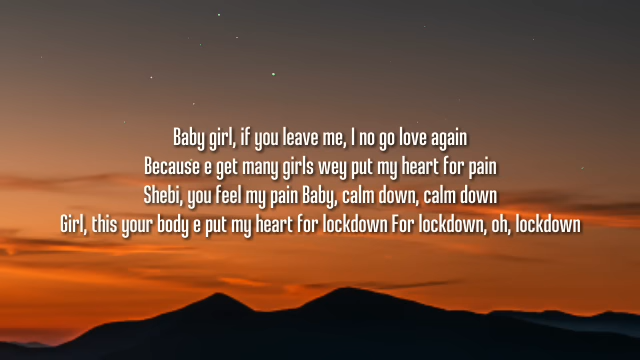 Baby girl, if you leave me, I no go love again
Because e get many girls wey put my heart for pain
Shebi, you feel my pain Baby, calm down, calm down
Girl, this your body e put my heart for lockdown For lockdown, oh, lockdown